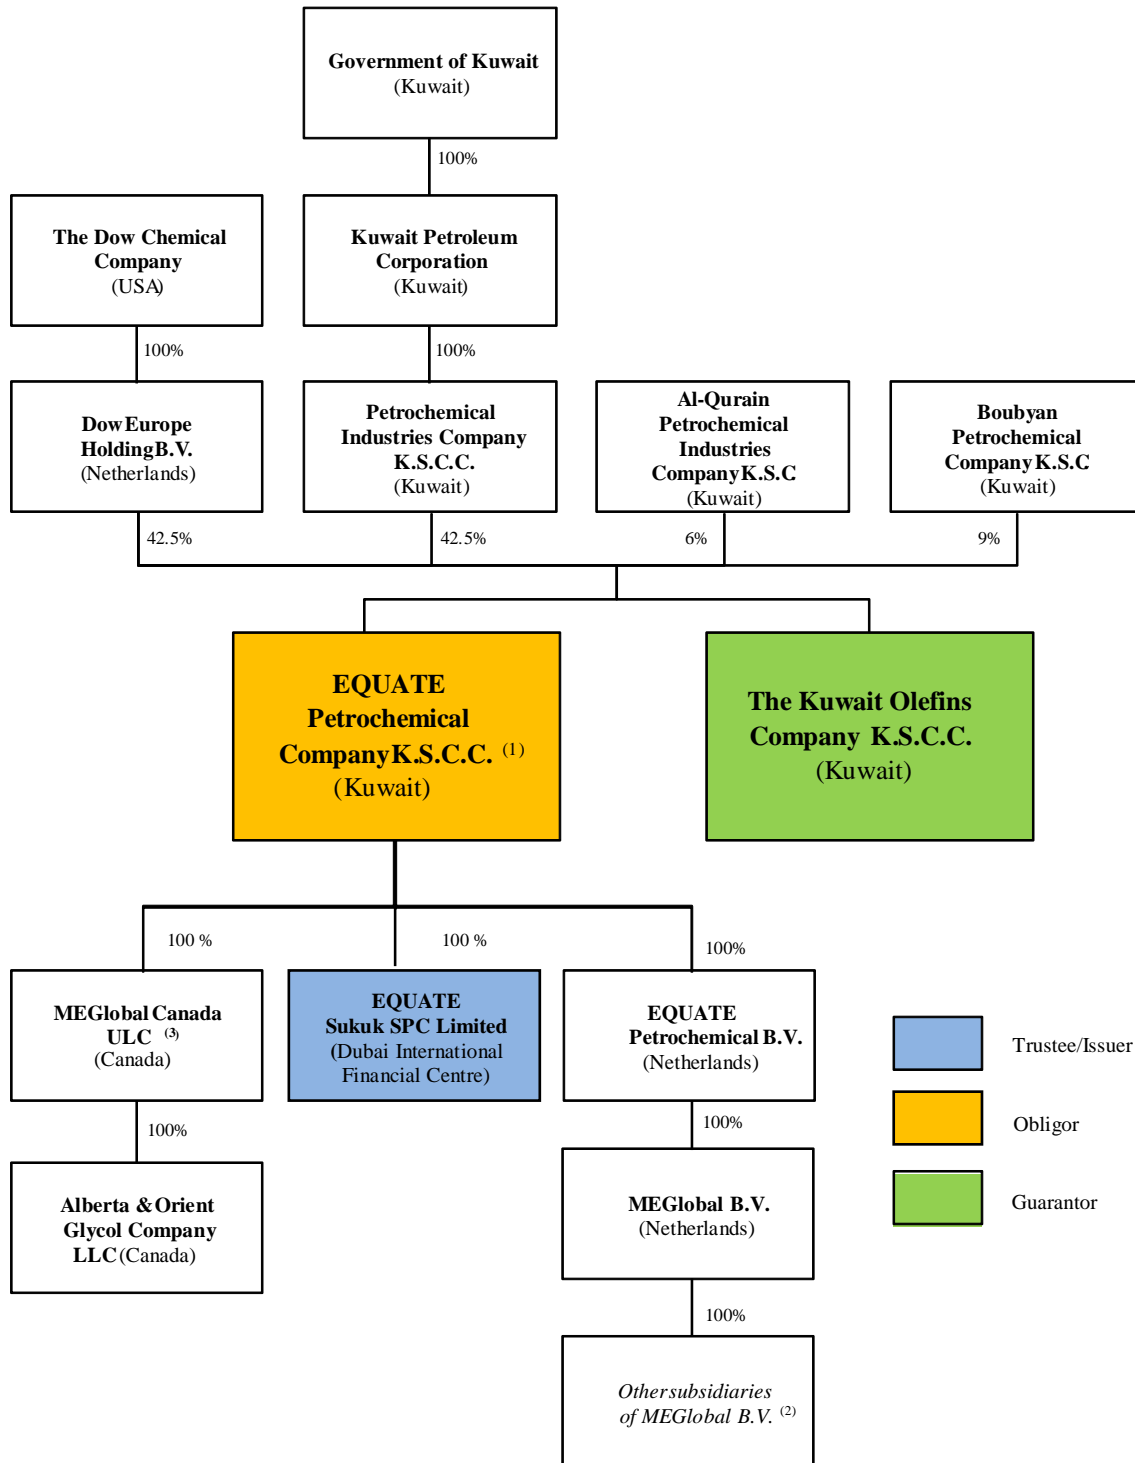 Government of Kuwait
(Kuwait)
100%
The Dow Chemical
Company
(USA)
Kuwait Petroleum
Corporation
(Kuwait)
100%
100%
Dow Europe
Holding B.V.
(Netherlands)
Petrochemical
Industries Company
K.S.C.C.
(Kuwait)
Al-Qurain
Petrochemical
Industries
Company K.S.C.
(Kuwait)
Boubyan
Petrochemical
Company K.S.C
(Kuwait)
42.5%
42.5%
6%
9%
EQUATE
Petrochemical
Company K.S.C.C. (1)
(Kuwait)
The Kuwait Olefins
Company K.S.C.C.
(Kuwait)
100 %
100 %
100%
MEGlobal Canada
ULC (3)
(Canada)
EQUATE
Sukuk SPC Limited
(Dubai International
Financial Centre)
EQUATE
Petrochemical B.V.
(Netherlands)
Trustee/Issuer
Obligor
Guarantor
100%
100%
Alberta & Orient
Glycol Company
LLC (Canada)
MEGlobal B.V.
(Netherlands)
100%
Other subsidiaries
of MEGlobal B.V. (2)